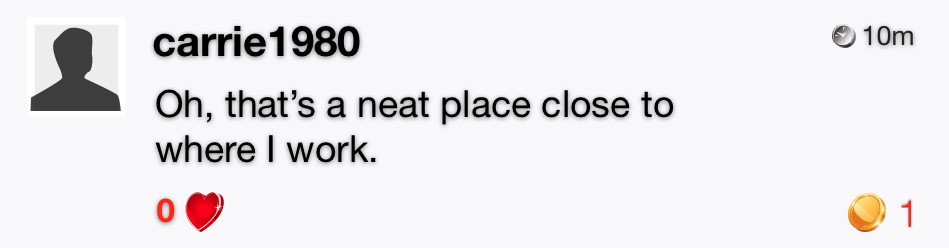 carrie1980
10m
Oh, that’s a neat place close to
where I work.
0
1